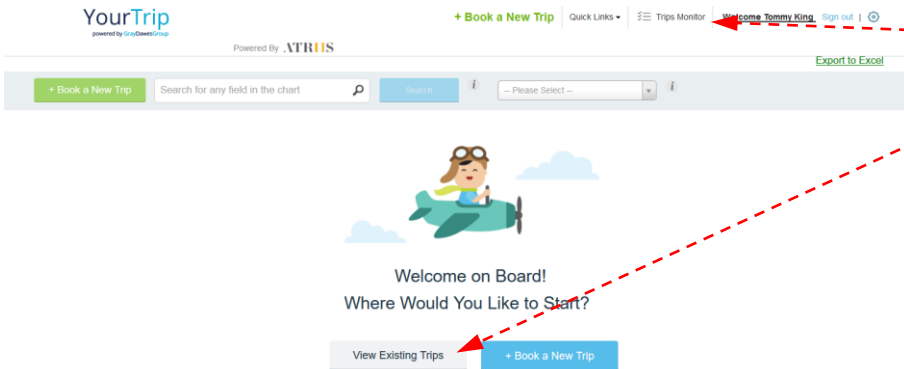 YourTrip
powered by GrayDawesGroup
+ Book a New Trip Quick Links Trips Monitor Welcome Tommy King Sign out |
Powered By ATRIIS
Export to Excel
+ Book a New Trip Search for any field in the chart Search i -- Please Select -- i
Welcome on Board!
Where Would You Like to Start?
View Existing Trips + Book a New Trip